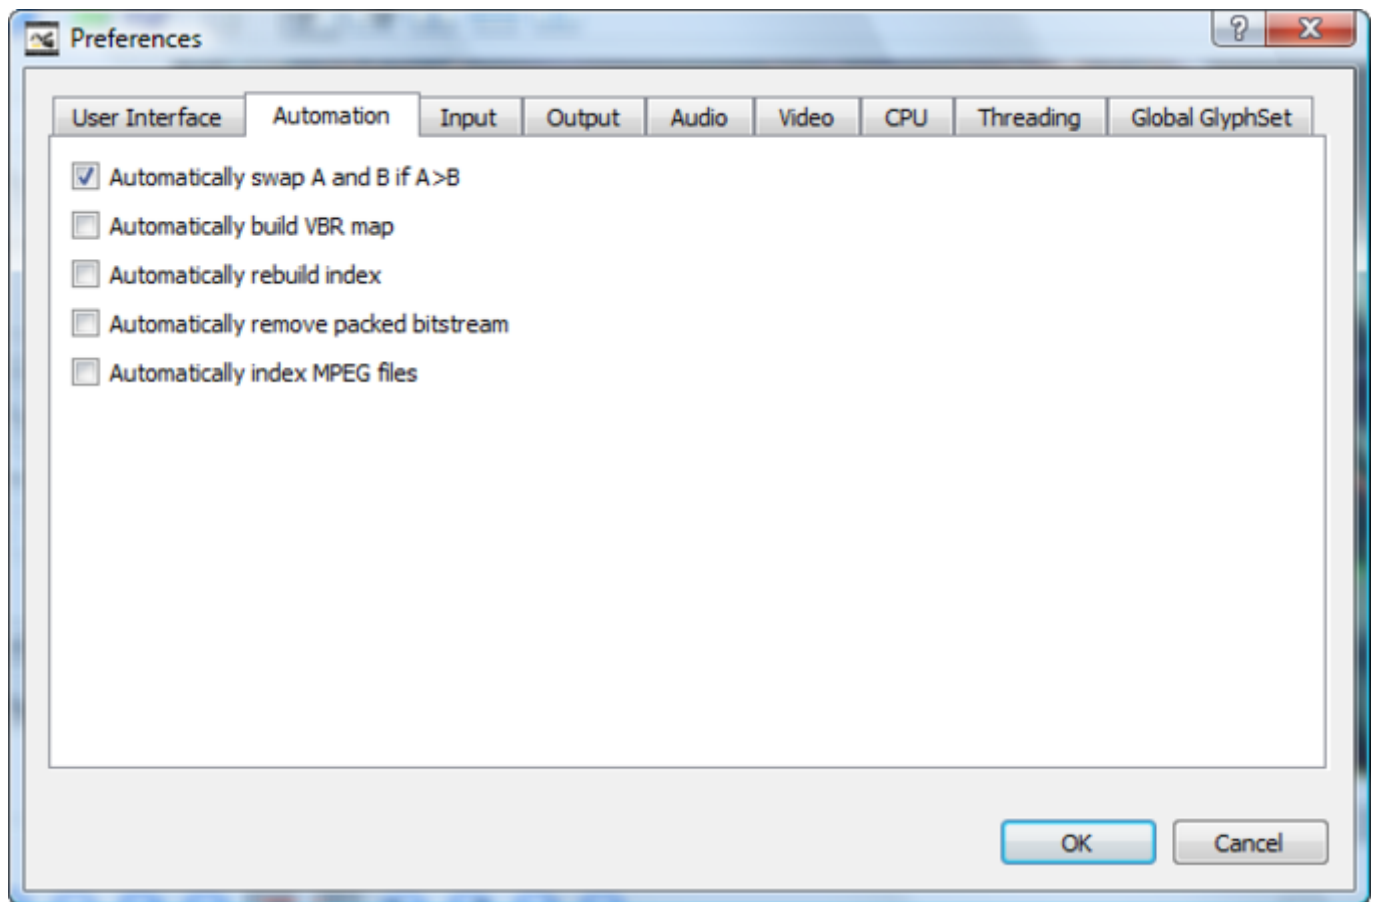 Preferences
?
User Interface Automation Input Output Audio Video CPU Threading Global GlyphSet
Automatically swap A and B if A>B
Automatically build VBR map
Automatically rebuild index
Automatically remove packed bitstream
Automatically index MPEG files
OK Cancel